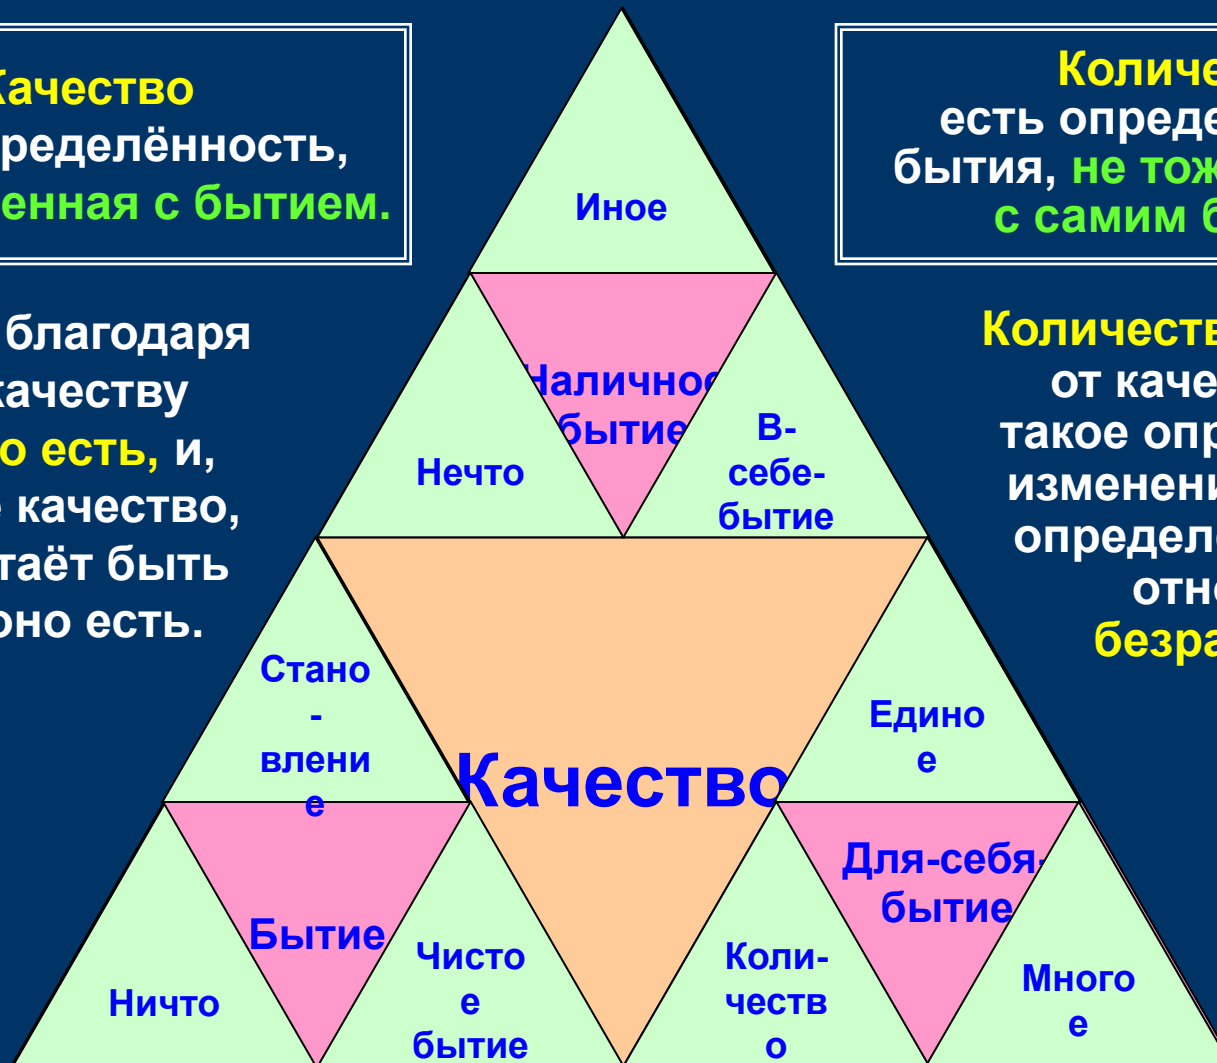 Качество
ределённость,
енная с бытием.
благодаря
качеству
о есть, и,
е качество,
таёт быть
оно есть.
Иное
Нечто
Наличное
бытие
В-
себе-
бытие
Качество
Стано
-
влени
е
Бытие
Ничто
Чисто
е
бытие
Едино
е
Для-себя-
бытие
Коли-
честв
о
Много
е
Количе
есть опреде
бытия, не тож
с самим б
Количеств
от каче
такое опр
изменени
определ
отн
безра